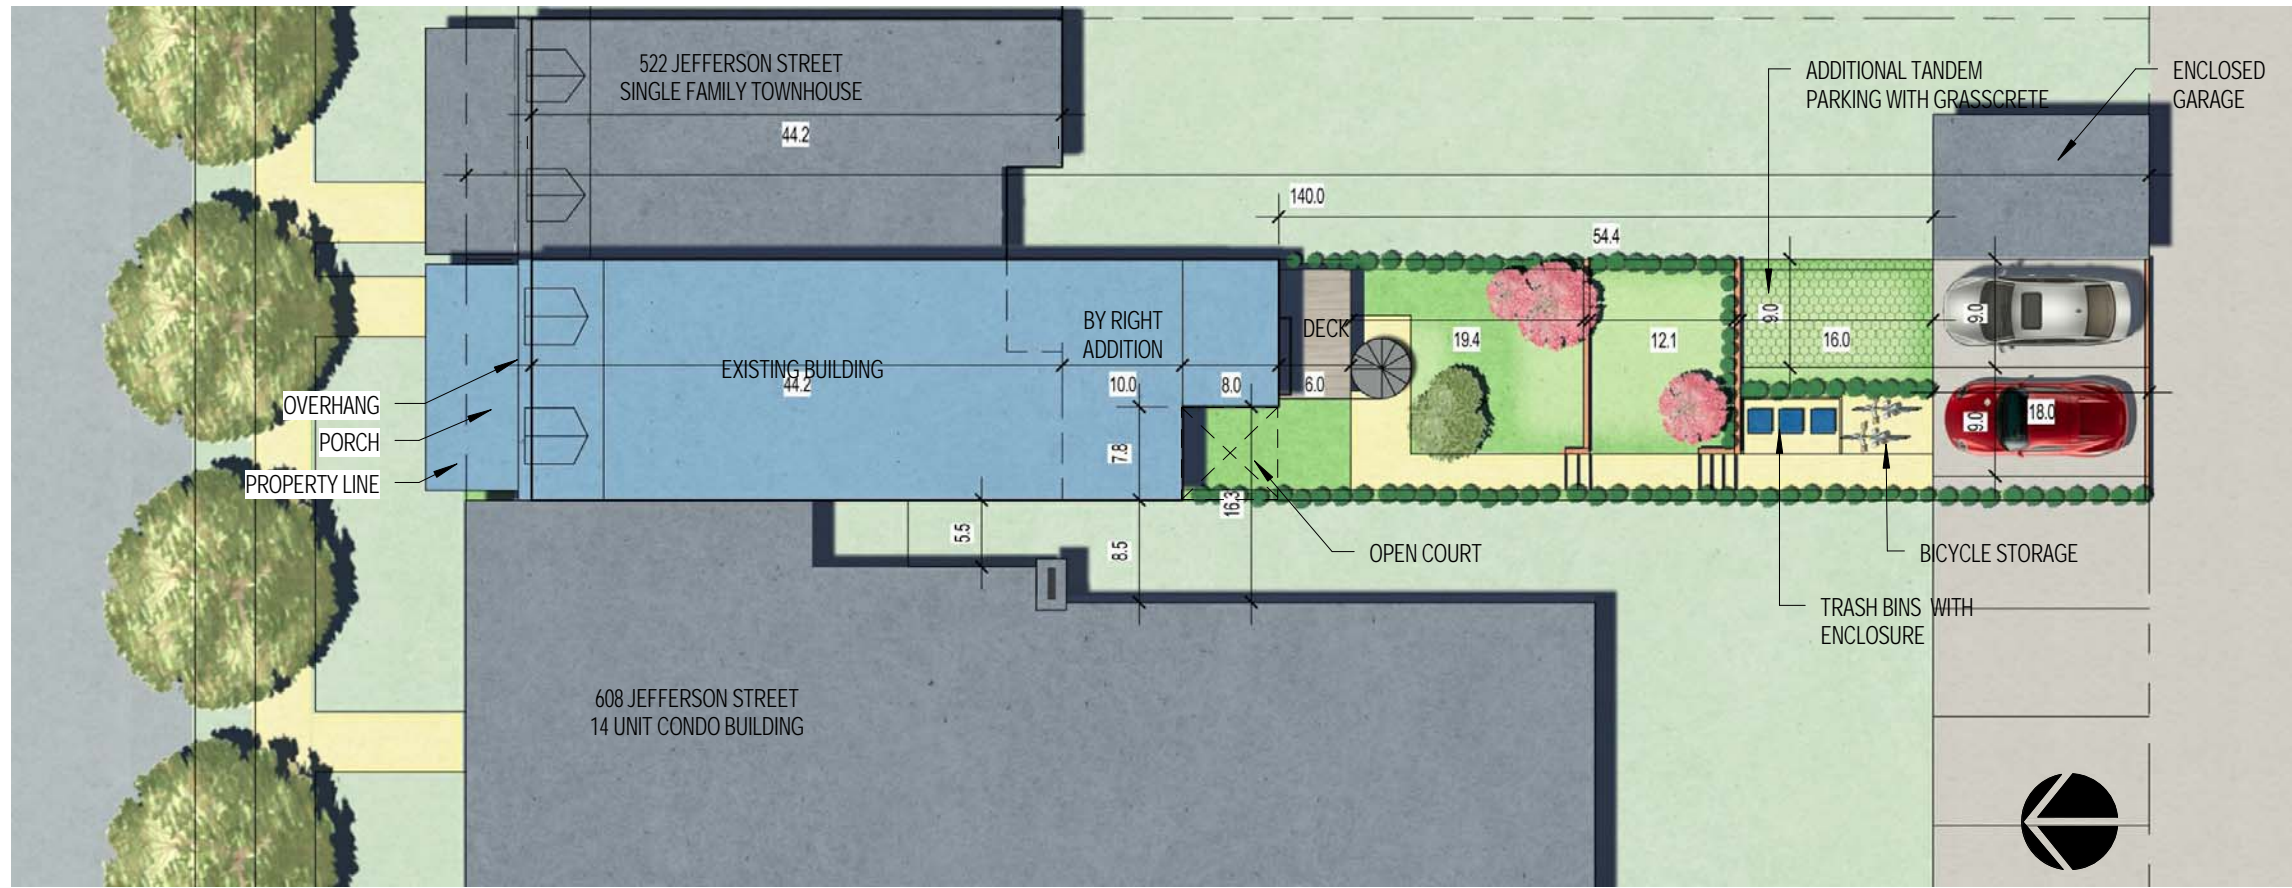 522 JEFFERSON STREET
SINGLE FAMILY TOWNHOUSE
44.2
ADDITIONAL TANDEM
PARKING WITH GRASSCRETE
ENCLOSED
GARAGE
140.0
54.4
BY RIGHT
ADDITION
DECK
EXISTING BUILDING
44.2
10.0
8.0
6.0
19.4
12.1
9.0
16.0
9.0
9.0
18.0
OVERHANG
PORCH
PROPERTY LINE
7.8
16.3
5.5
8.5
OPEN COURT
BICYCLE STORAGE
TRASH BINS WITH
ENCLOSURE
608 JEFFERSON STREET
14 UNIT CONDO BUILDING